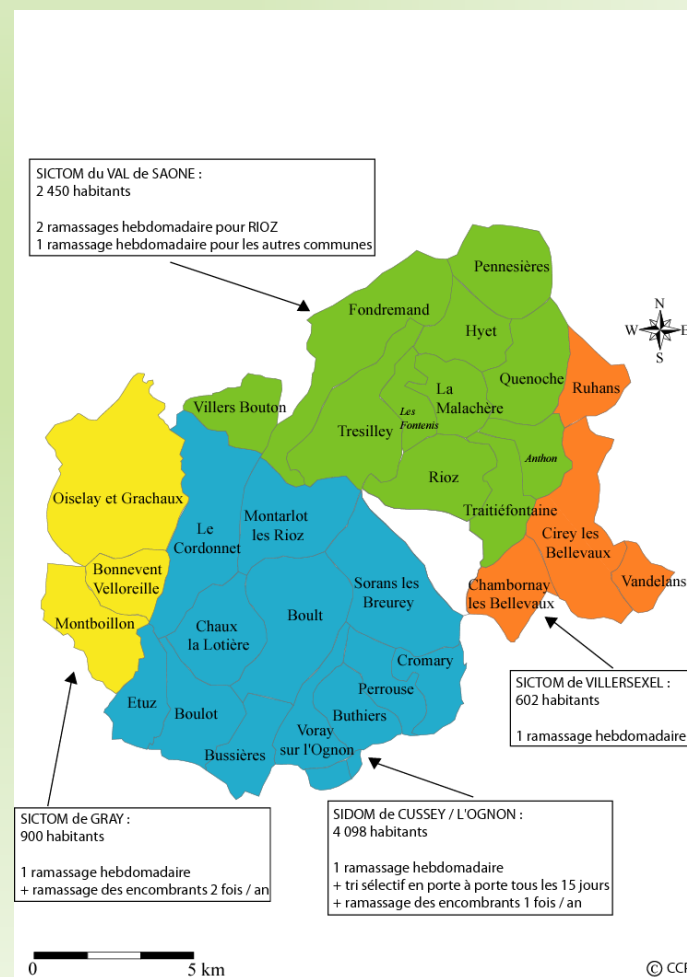 SICTOM du VAL de SAONE :
2 450 habitants
2 ramassages hebdomadaire pour RIOZ
1 ramassage hebdomadaire pour les autres communes
Pennesières
Fondremand
Hyet
N
W E
S
Quenoche
Ruhans
La
Malachère
Villers Bouton
Les
Fontenis
Tresilley
Anthon
Rioz
Oiselay et Grachaux
Traitiéfontaine
Montarlot
les Rioz
Le
Cordonnet
Cirey les
Bellevaux
Bonnevent
Velloreille
Sorans les
Breurey
Vandelans
Chambornay
les Bellevaux
Boult
Montboillon
Chaux
la Lotière
Cromary
Perrouse
Etuz
Boulot
Buthiers
Voray
sur l'Ognon
Bussières
SICTOM de VILLERSEXEL :
602 habitants
1 ramassage hebdomadaire
SICTOM de GRAY :
900 habitants
1 ramassage hebdomadaire
+ ramassage des encombrants 2 fois / an
SIDOM de CUSSEY / L'OGNON :
4 098 habitants
1 ramassage hebdomadaire
+ tri sélectif en porte à porte tous les 15 jours
+ ramassage des encombrants 1 fois / an
0 5 km